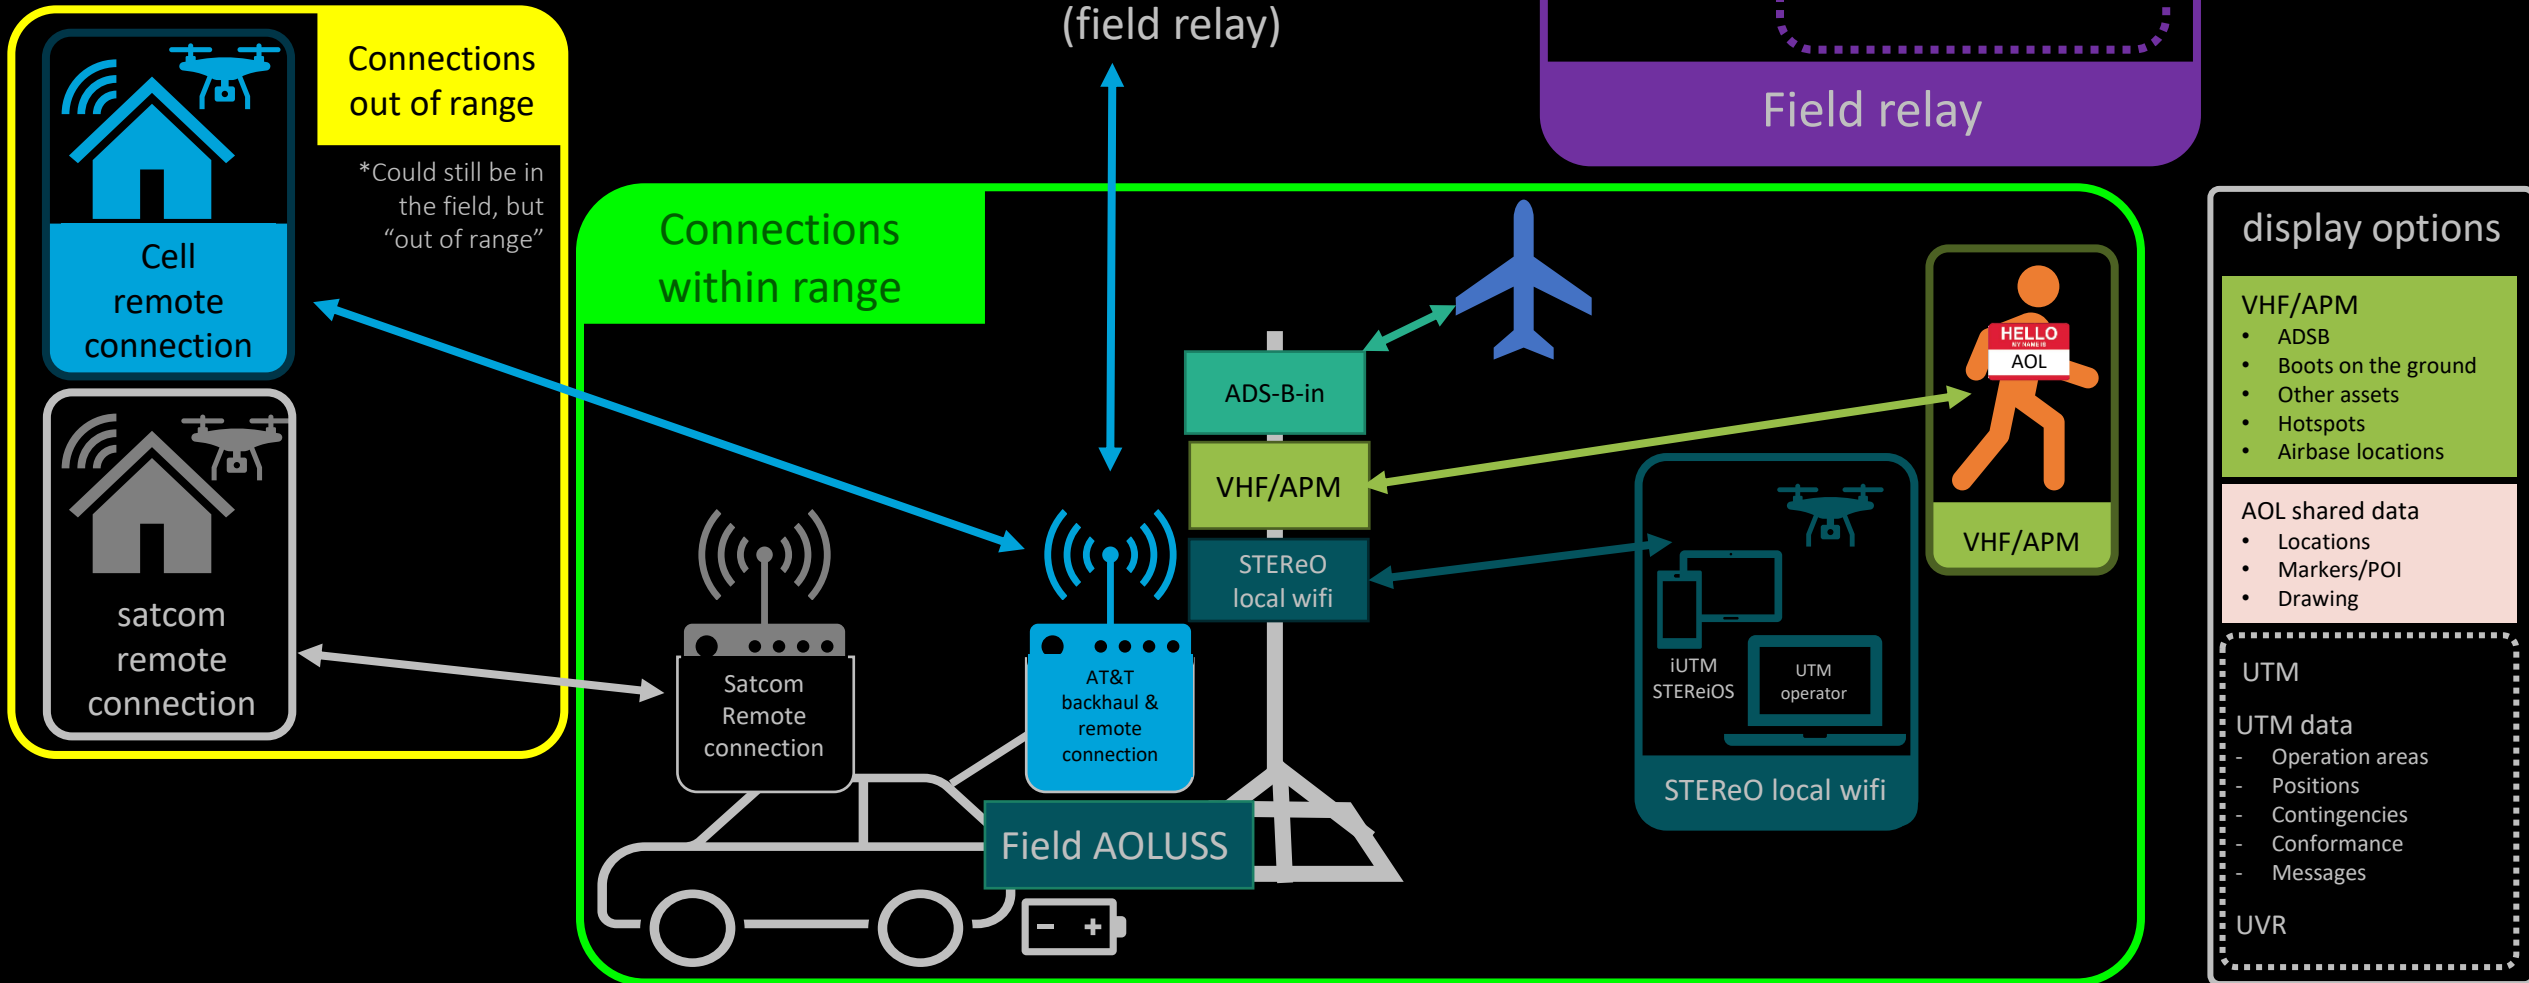 (field relay)
Field relay
Connections
out of range
*Could still be in
the field, but
“out of range”
Cell
remote
connection
satcom
remote
connection
Connections
within range
ADS-B-in
VHF/APM
STEReO
local wifi
Satcom
Remote
connection
AT&T
backhaul &
remote
connection
Field AOLUSS
- +
iUTM
STEReiOS
UTM
operator
STEReO local wifi
HELLO
MY NAME IS
AOL
VHF/APM
display options
VHF/APM
• ADSB
• Boots on the ground
• Other assets
• Hotspots
• Airbase locations
AOL shared data
• Locations
• Markers/POI
• Drawing
UTM
UTM data
- Operation areas
- Positions
- Contingencies
- Conformance
- Messages
UVR